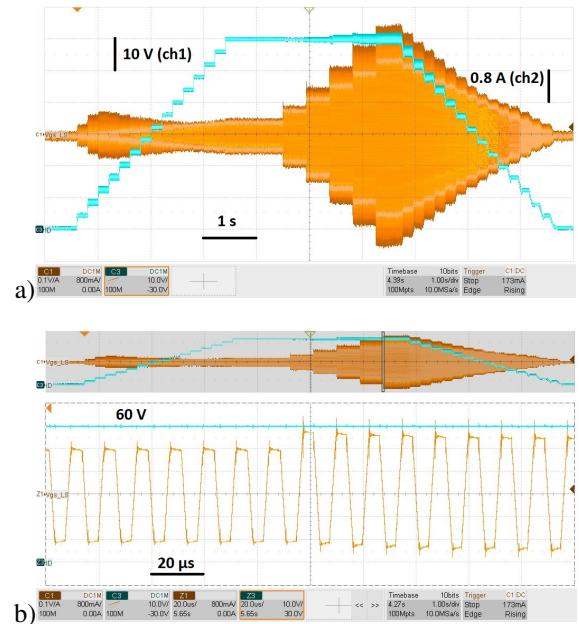 10 V (ch1)
0.8 A (ch2)
C1 Vgs_LS
1 s
C1 DC1M C3 DC1M
0.1V/A 800mA/ 10.0V/
100M 0.00A 100M -30.0V
Timebase 10bits Trigger C1 DC
4.39s 1.00s/div Stop 173mA
100Mpts 10.0MSa/s Edge Rising
a)
C1 Vgs_LS
60 V
Z1 Vgs_LS
20 µs
C1 DC1M C3 DC1M Z1 Z3
0.1V/A 800mA/ 10.0V/ 20.0us/ 800mA/ 20.0us/ 10.0V/
100M 0.00A 100M -30.0V 5.65s 0.00A 5.65s 30.0V
<< >>
Timebase 10bits Trigger C1 DC
4.27s 1.00s/div Stop 173mA
100Mpts 10.0MSa/s Edge Rising
b)